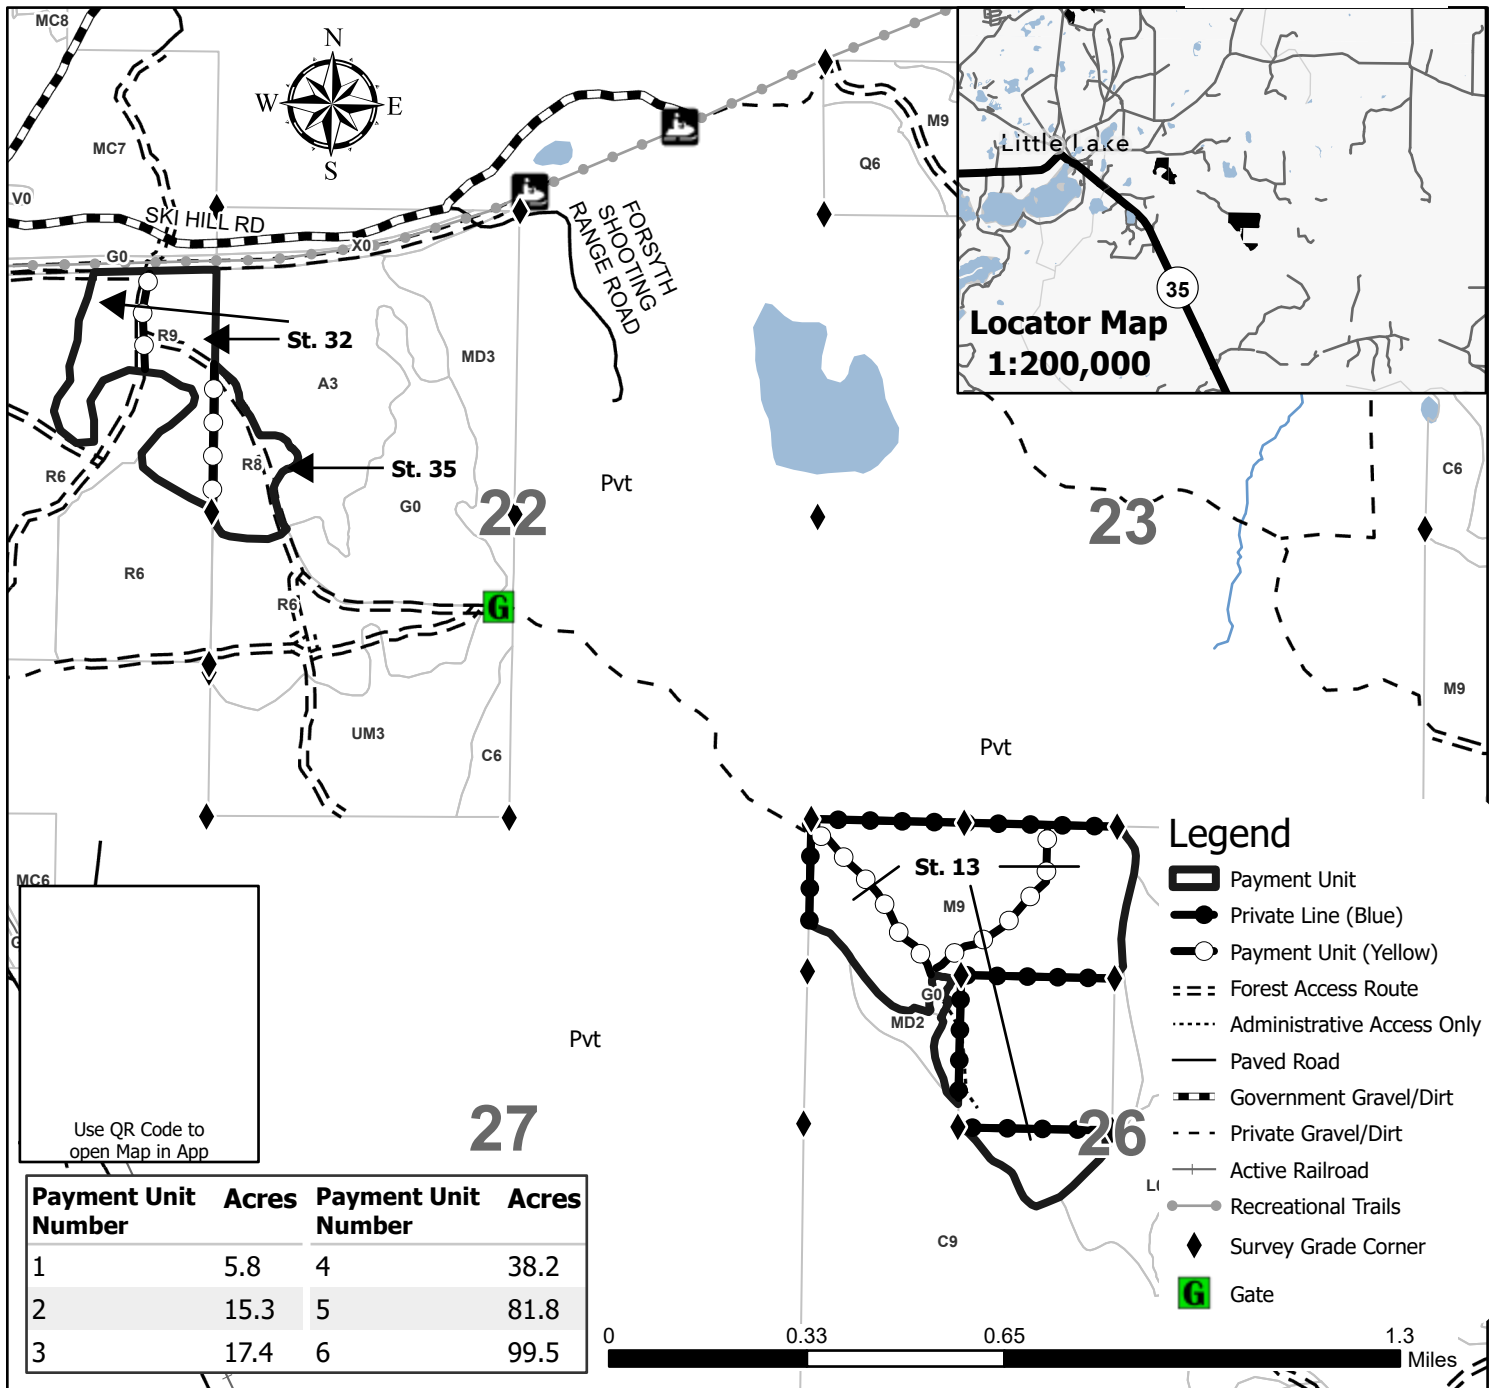 MC8
N
W
E
S
MC7
M9
Q6
V0
SKI HILL RD
G0
X0
FORSYTH
SHOOTING
RANGE ROAD
Little Lake
35
Locator Map
1:200,000
R9
St. 32
A3
MD3
R8
St. 35
R6
G0
22
Pvt
23
C6
R6
R6
G
UM3
C6
M9
Pvt
MC6
G
St. 13
M9
G0
MD2
Pvt
27
26
C9
Use QR Code to
open Map in App
Legend
Payment Unit
Private Line (Blue)
Payment Unit (Yellow)
Forest Access Route
Administrative Access Only
Paved Road
Government Gravel/Dirt
Private Gravel/Dirt
Active Railroad
Recreational Trails
Survey Grade Corner
G Gate
Payment Unit Number Acres Payment Unit Number Acres
1 5.8 4 38.2
2 15.3 5 81.8
3 17.4 6 99.5
0 0.33 0.65 1.3
Miles